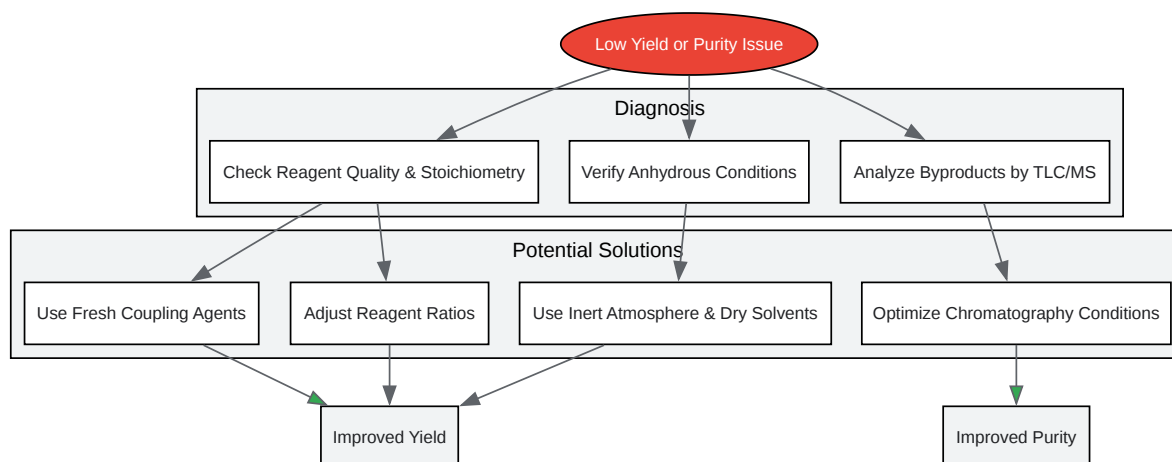 Low Yield or Purity Issue
Diagnosis
Check Reagent Quality & Stoichiometry
Verify Anhydrous Conditions
Analyze Byproducts by TLC/MS
Potential Solutions
Use Fresh Coupling Agents
Adjust Reagent Ratios
Use Inert Atmosphere & Dry Solvents
Optimize Chromatography Conditions
Improved Yield
Improved Purity